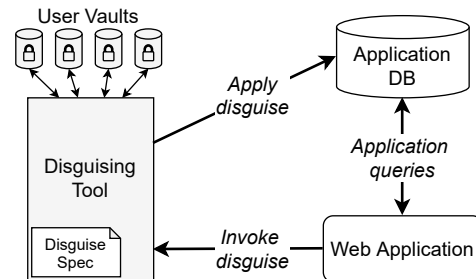 User Vaults
Application
DB
Apply
disguise
Application
queries
Disguising
Tool
Disguise
Spec
Invoke
disguise
Web Application